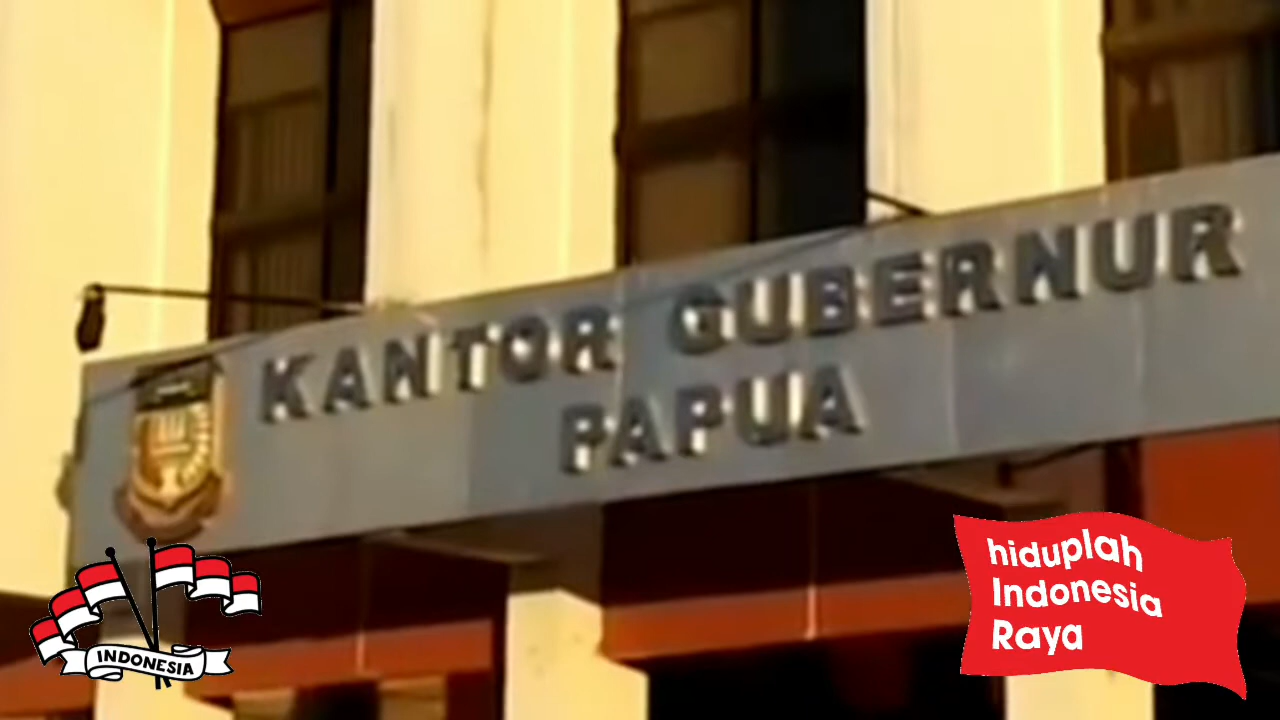 KANTOR GUBERNUR
PAPUA
INDONESIA
hiduplah
Indonesia
Raya